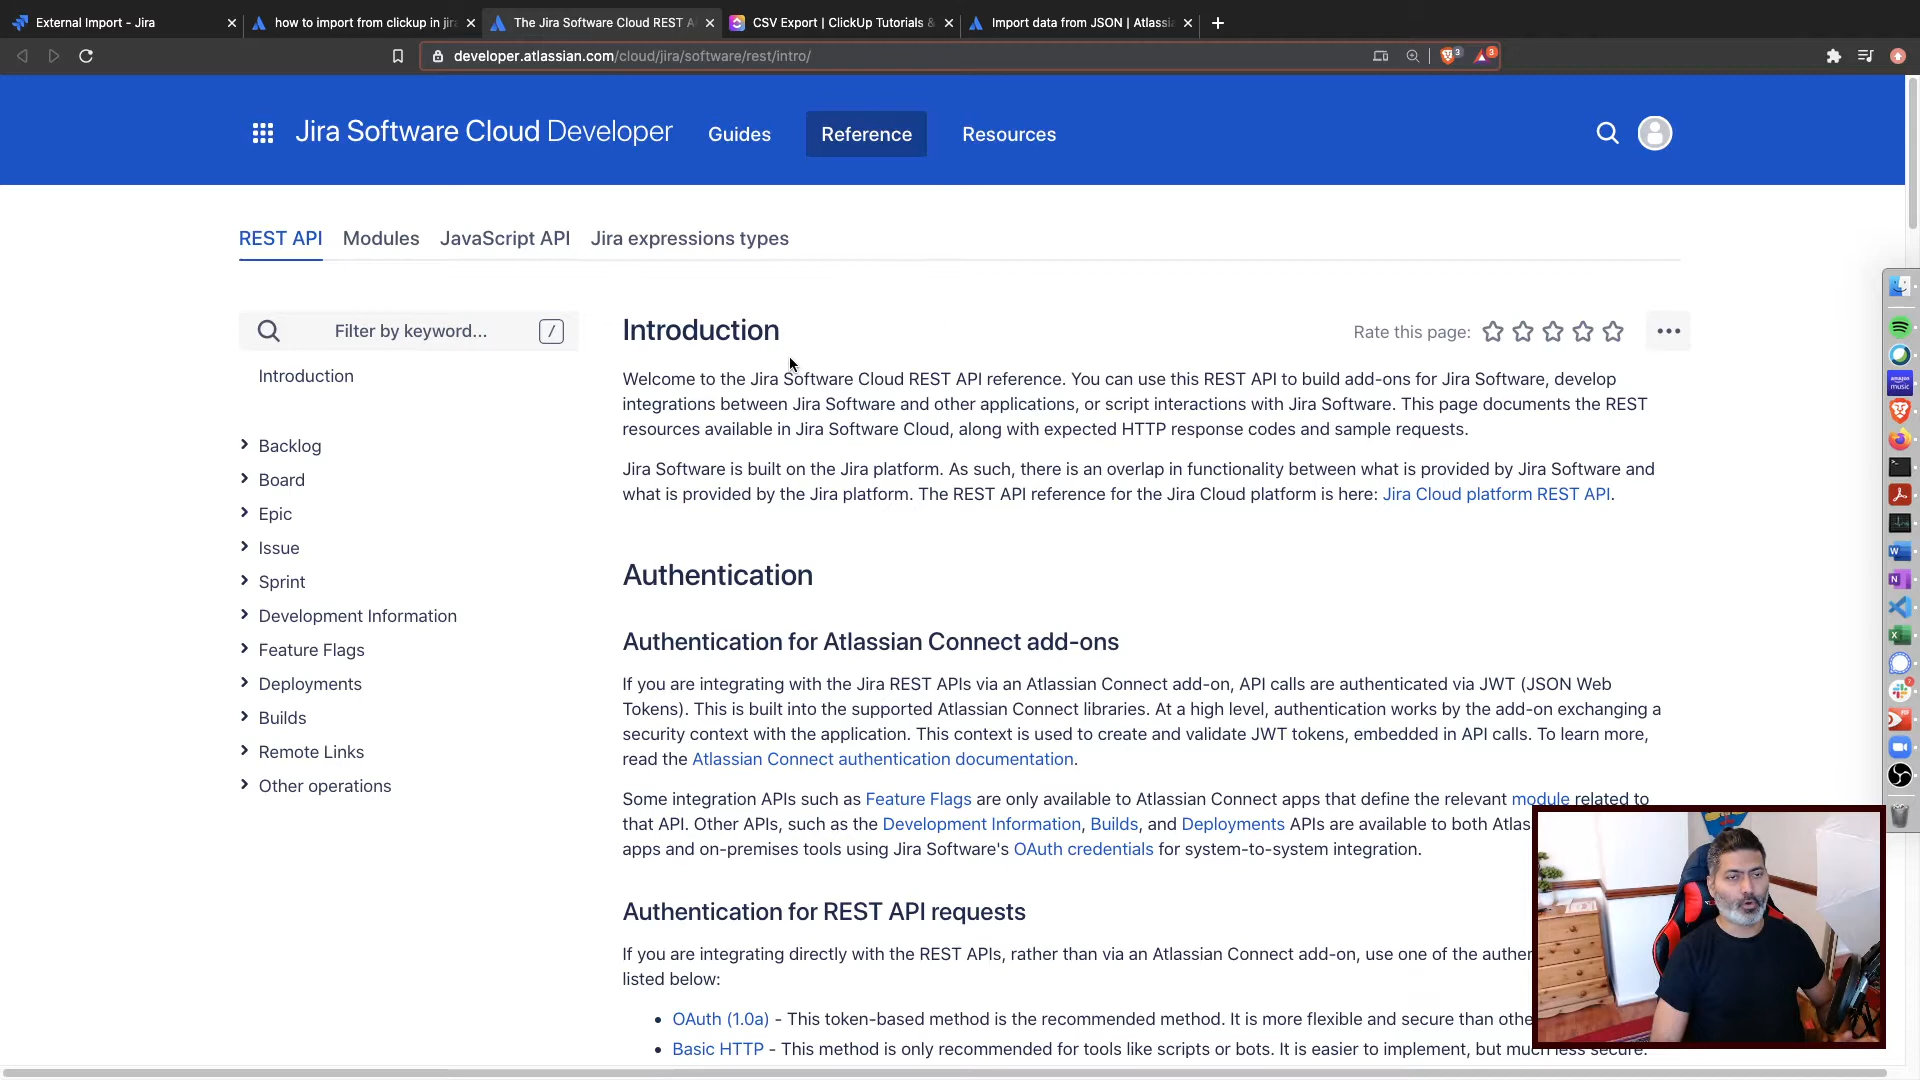 External Import - Jira
how to import from clickup in jira
The Jira Software Cloud REST A
CSV Export | ClickUp Tutorials &
Import data from JSON | Atlassia
developer.atlassian.com/cloud/jira/software/rest/intro/
3
3
Jira Software Cloud Developer
Guides
Reference
Resources
REST API
Modules
JavaScript API
Jira expressions types
Filter by keyword...
/
Introduction
Backlog
Board
Epic
Issue
Sprint
Development Information
Feature Flags
Deployments
Builds
Remote Links
Other operations
Introduction
Rate this page:
Welcome to the Jira Software Cloud REST API reference. You can use this REST API to build add-ons for Jira Software, develop
integrations between Jira Software and other applications, or script interactions with Jira Software. This page documents the REST
resources available in Jira Software Cloud, along with expected HTTP response codes and sample requests.
Jira Software is built on the Jira platform. As such, there is an overlap in functionality between what is provided by Jira Software and
what is provided by the Jira platform. The REST API reference for the Jira Cloud platform is here: Jira Cloud platform REST API.
Authentication
Authentication for Atlassian Connect add-ons
If you are integrating with the Jira REST APIs via an Atlassian Connect add-on, API calls are authenticated via JWT (JSON Web
Tokens). This is built into the supported Atlassian Connect libraries. At a high level, authentication works by the add-on exchanging a
security context with the application. This context is used to create and validate JWT tokens, embedded in API calls. To learn more,
read the Atlassian Connect authentication documentation.
Some integration APIs such as Feature Flags are only available to Atlassian Connect apps that define the relevant module related to
that API. Other APIs, such as the Development Information, Builds, and Deployments APIs are available to both Atlas
apps and on-premises tools using Jira Software's OAuth credentials for system-to-system integration.
Authentication for REST API requests
If you are integrating directly with the REST APIs, rather than via an Atlassian Connect add-on, use one of the authen
listed below:
• OAuth (1.0a) - This token-based method is the recommended method. It is more flexible and secure than othe
• Basic HTTP - This method is only recommended for tools like scripts or bots. It is easier to implement, but much less secure.